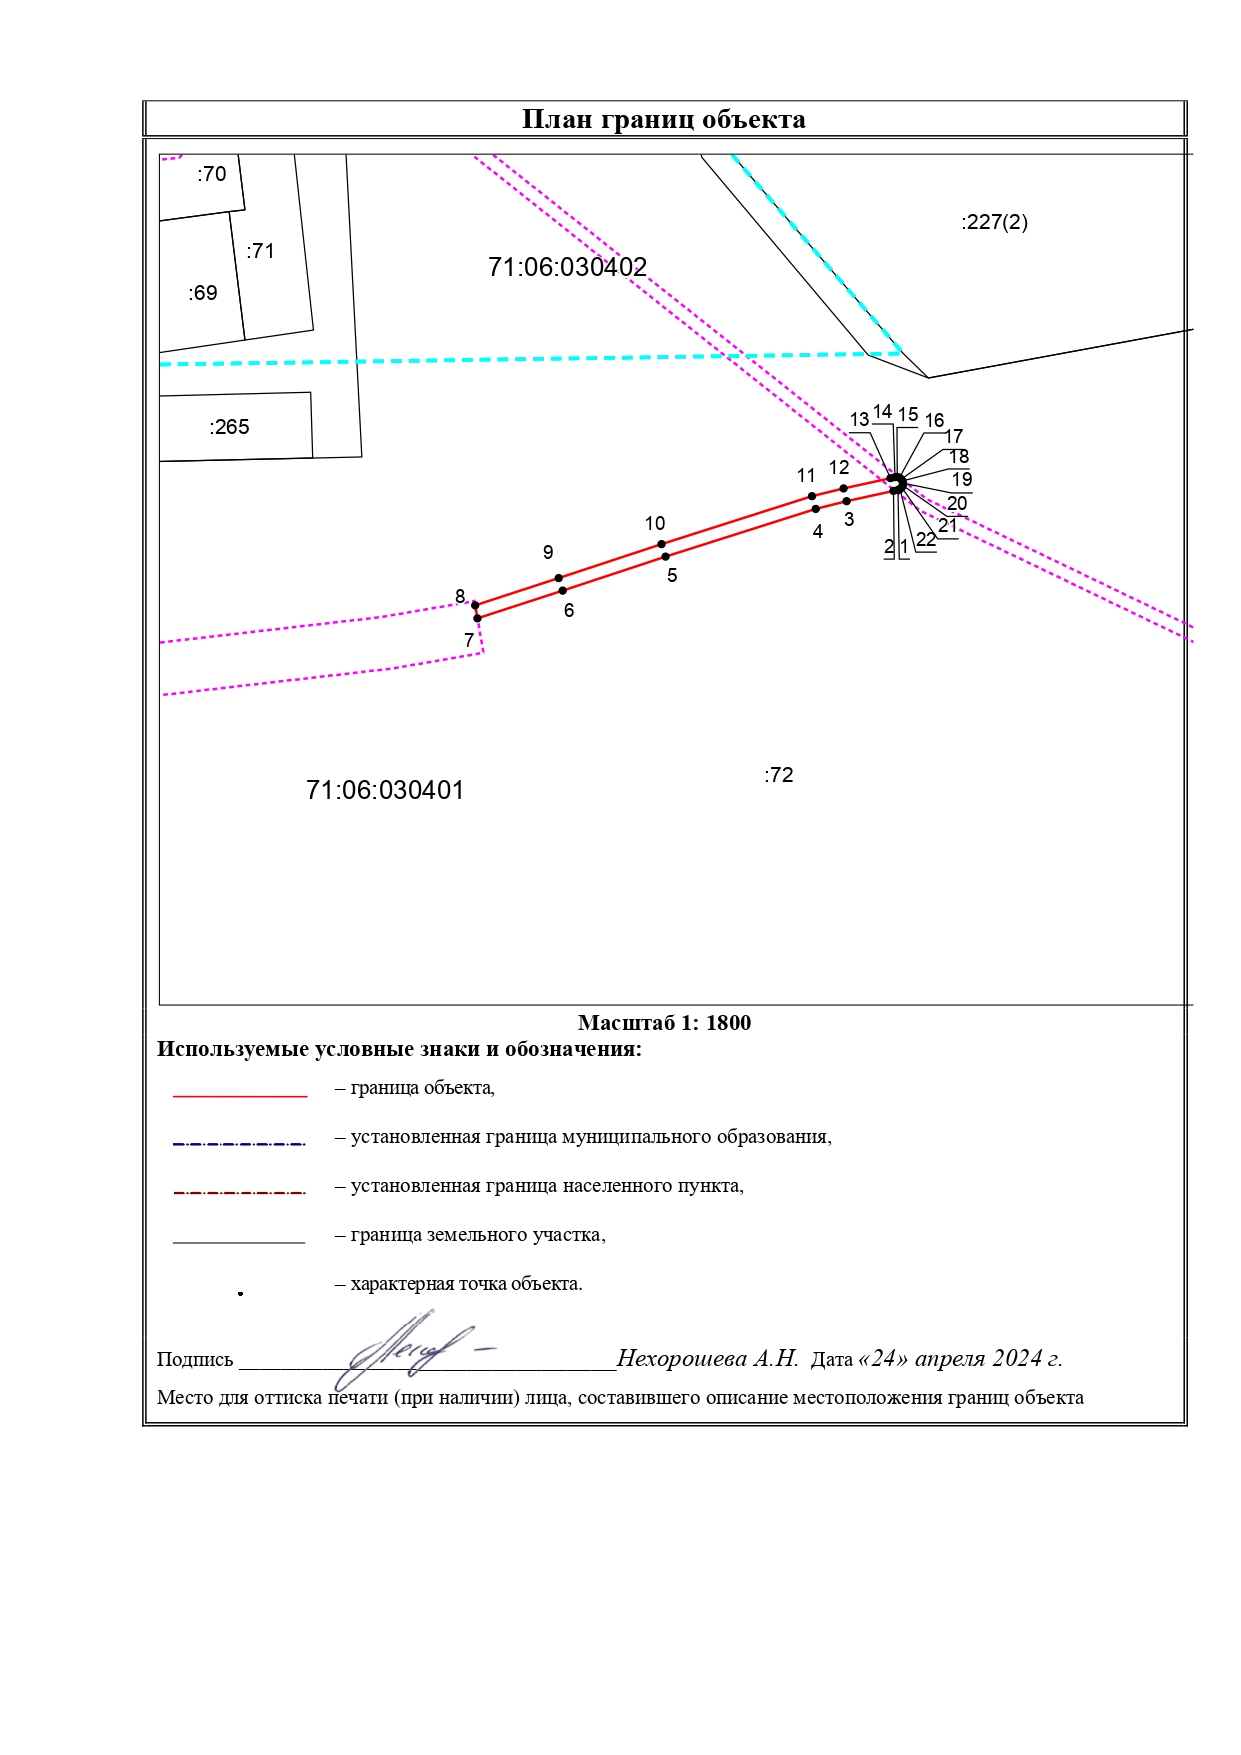 План границ объекта
:70
:227(2)
:71
71:06:030402
:69
:265
13 14 15 16
17
18
12
11
19
20
10
3
21
4
22
2 1
9
5
8
6
7
:72
71:06:030401
Масштаб 1: 1800
Используемые условные знаки и обозначения:
– граница объекта,
– установленная граница муниципального образования,
– установленная граница населенного пункта,
– граница земельного участка,
– характерная точка объекта.
Подпись Нехорошева А.Н. Дата «24» апреля 2024 г.
Место для оттиска печати (при наличии) лица, составившего описание местоположения границ объекта